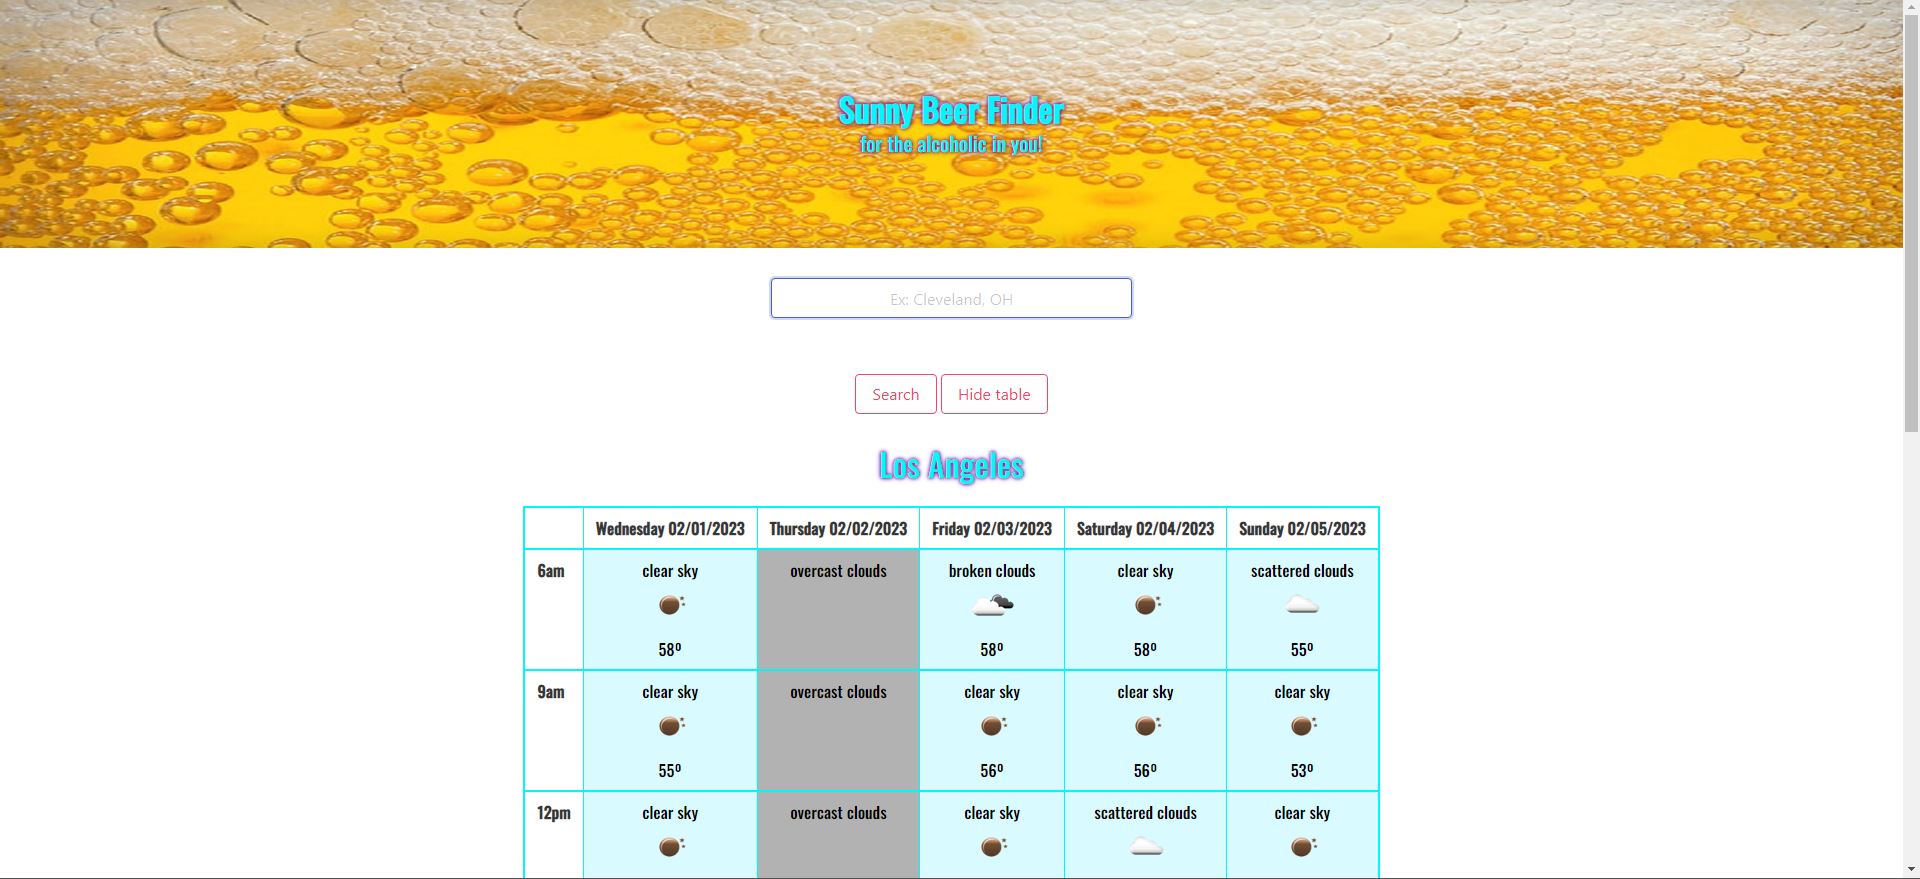 Sunny Beer Finder
for the alcoholic in you!
Ex: Cleveland, OH
Search Hide table
Los Angeles
Wednesday 02/01/2023 Thursday 02/02/2023 Friday 02/03/2023 Saturday 02/04/2023 Sunday 02/05/2023
6am clear sky overcast clouds broken clouds clear sky scattered clouds
58º 58º 58º 55º
9am clear sky overcast clouds clear sky clear sky clear sky
55º 56º 56º 53º
12pm clear sky overcast clouds clear sky scattered clouds clear sky